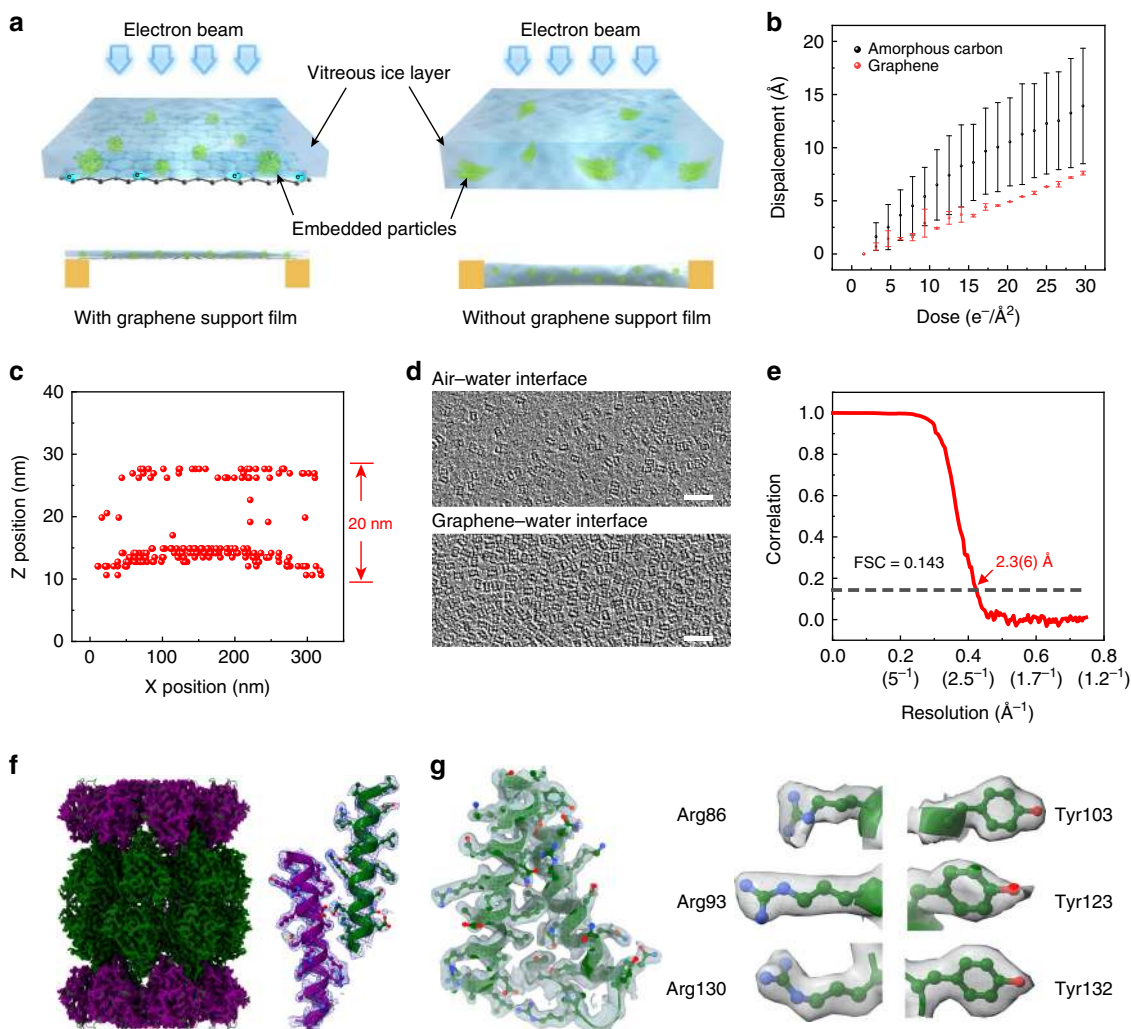 a
Electron beam
Electron beam
Vitreous ice layer
e⁻
e⁻
e⁻
e⁻
Embedded particles
With graphene support film
Without graphene support film
b
Amorphous carbon
Graphene
Dispalcement (Å)
20
15
10
5
0
0 5 10 15 20 25 30
Dose (e⁻/Å²)
c
Z position (nm)
40
30
20
10
0
20 nm
0 100 200 300
X position (nm)
d
Air–water interface
Graphene–water interface
e
Correlation
1.0
0.8
0.6
0.4
0.2
0.0
FSC = 0.143
2.3(6) Å
0.0 0.2 0.4 0.6 0.8
(5⁻¹) (2.5⁻¹) (1.7⁻¹) (1.2⁻¹)
Resolution (Å⁻¹)
f
g
Arg86
Tyr103
Arg93
Tyr123
Arg130
Tyr132